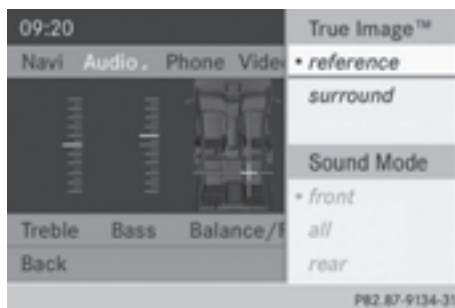 09:20
Navi Audio Phone Vide
Treble Bass Balance/F
Back
True Image™
• reference
surround
Sound Mode
• front
all
rear
P82.87-9134-31